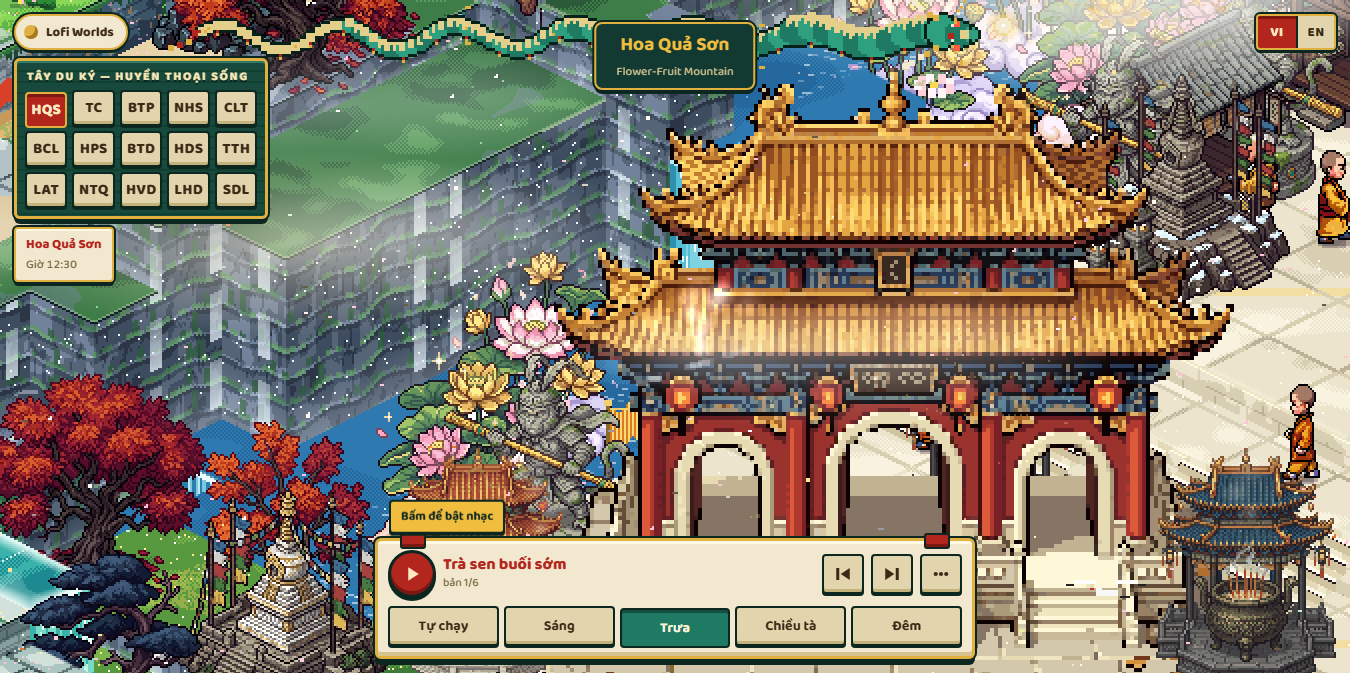 Lofi Worlds
Hoa Quả Sơn
Flower-Fruit Mountain
VI EN
TÂY DU KÝ — HUYỀN THOẠI SỐNG
HQS TC BTP NHS CLT
BCL HPS BTD HDS TTH
LAT NTQ HVD LHD SDL
Hoa Quả Sơn
Giờ 12:30
Bấm để bật nhạc
Trà sen buổi sớm
bản 1/6
Tự chạy Sáng Trưa Chiều tà Đêm